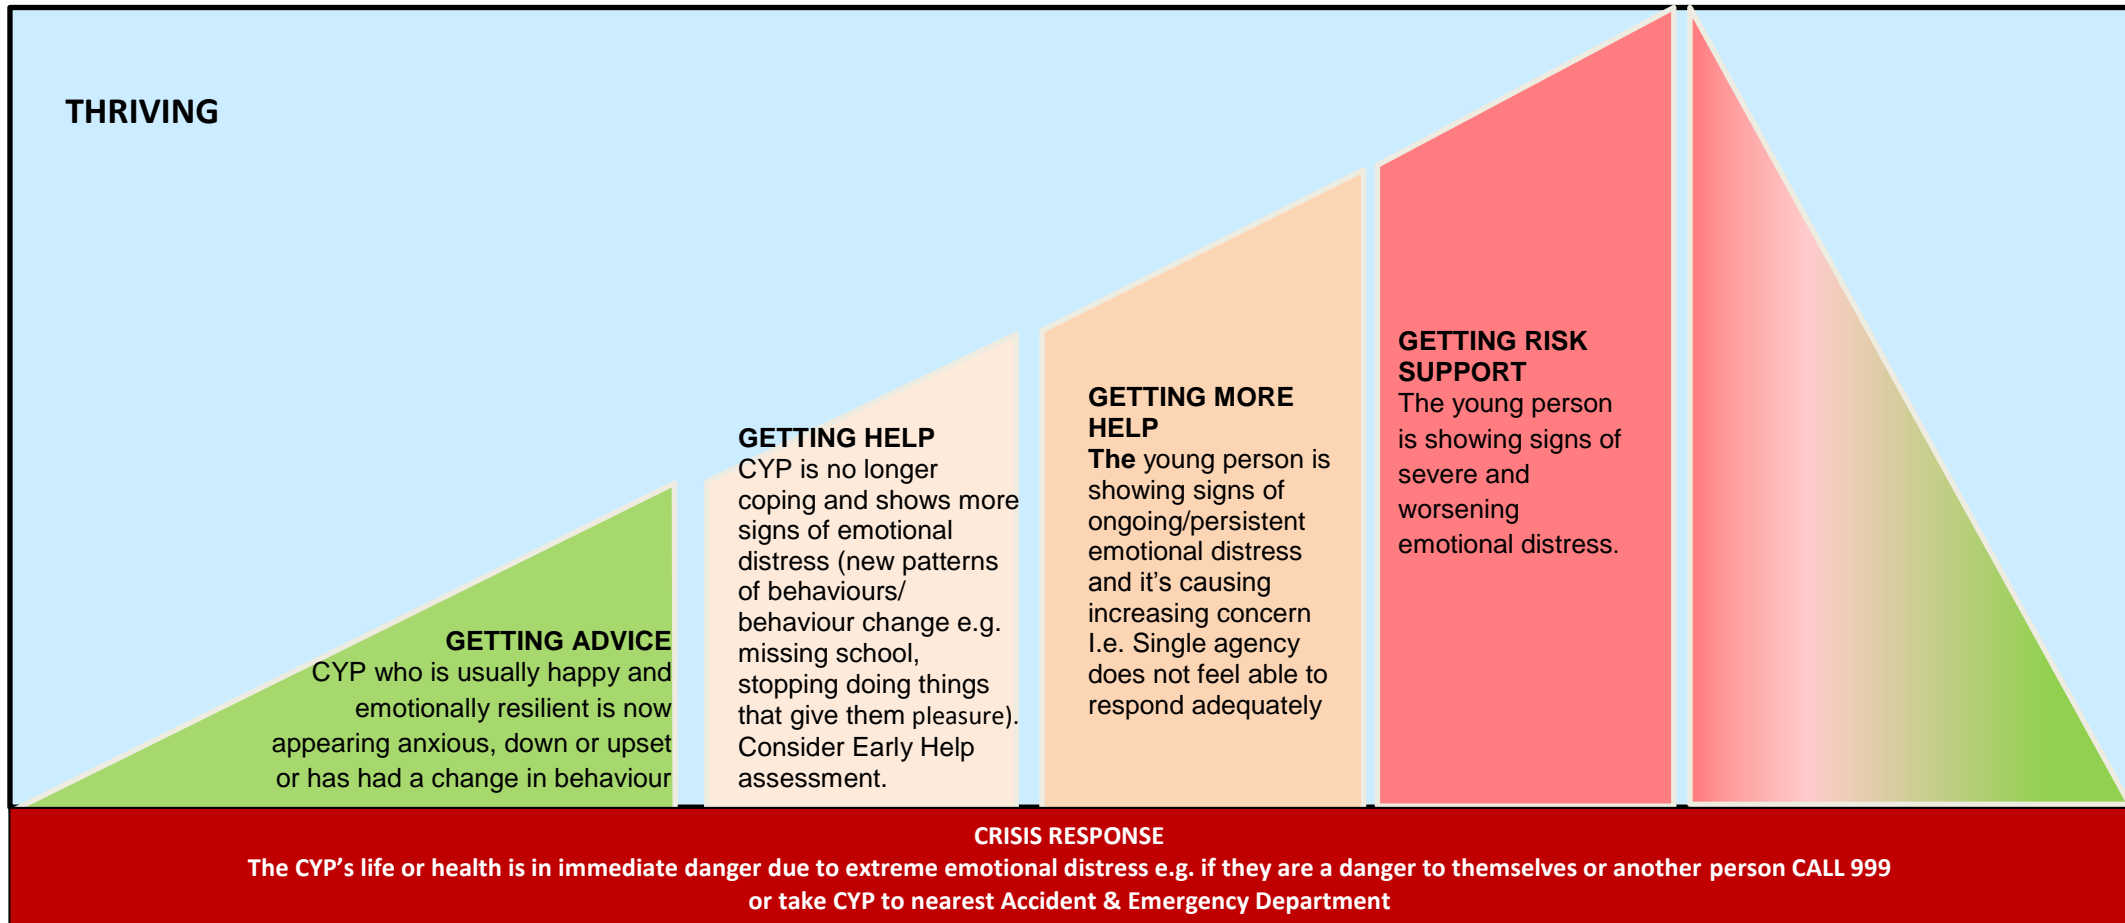 THRIVING
GETTING ADVICE
CYP who is usually happy and
emotionally resilient is now
appearing anxious, down or upset
or has had a change in behaviour
GETTING HELP
CYP is no longer
coping and shows more
signs of emotional
distress (new patterns
of behaviours/
behaviour change e.g.
missing school,
stopping doing things
that give them pleasure).
Consider Early Help
assessment.
GETTING MORE
HELP
The young person is
showing signs of
ongoing/persistent
emotional distress
and it’s causing
increasing concern
I.e. Single agency
does not feel able to
respond adequately
GETTING RISK
SUPPORT
The young person
is showing signs of
severe and
worsening
emotional distress.
CRISIS RESPONSE
The CYP’s life or health is in immediate danger due to extreme emotional distress e.g. if they are a danger to themselves or another person CALL 999
or take CYP to nearest Accident & Emergency Department